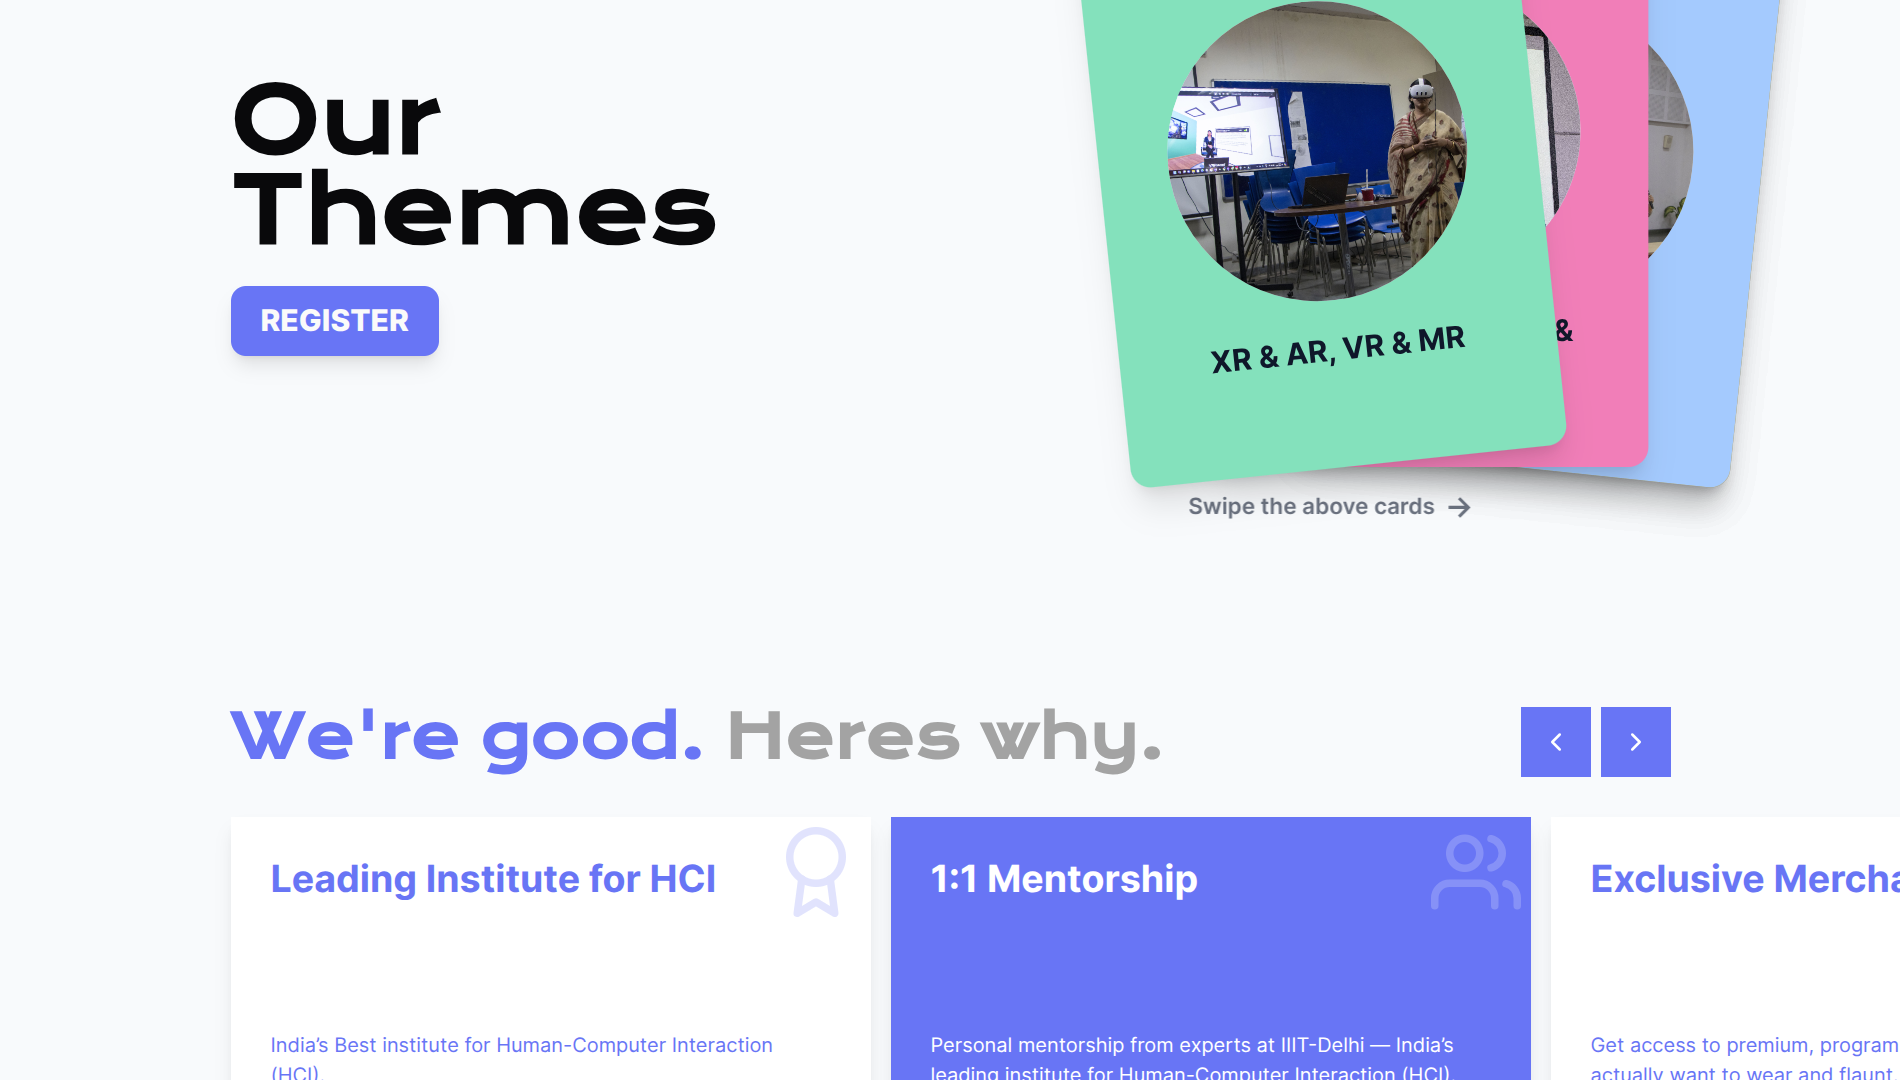 Our
Themes
REGISTER
XR & AR, VR & MR
&
Swipe the above cards
We're good. Heres why.
Leading Institute for HCI
India’s Best institute for Human-Computer Interaction
(HCI).
1:1 Mentorship
Personal mentorship from experts at IIIT-Delhi — India’s
leading institute for Human-Computer Interaction (HCI).
Exclusive Mercha
Get access to premium, program
actually want to wear and flaunt